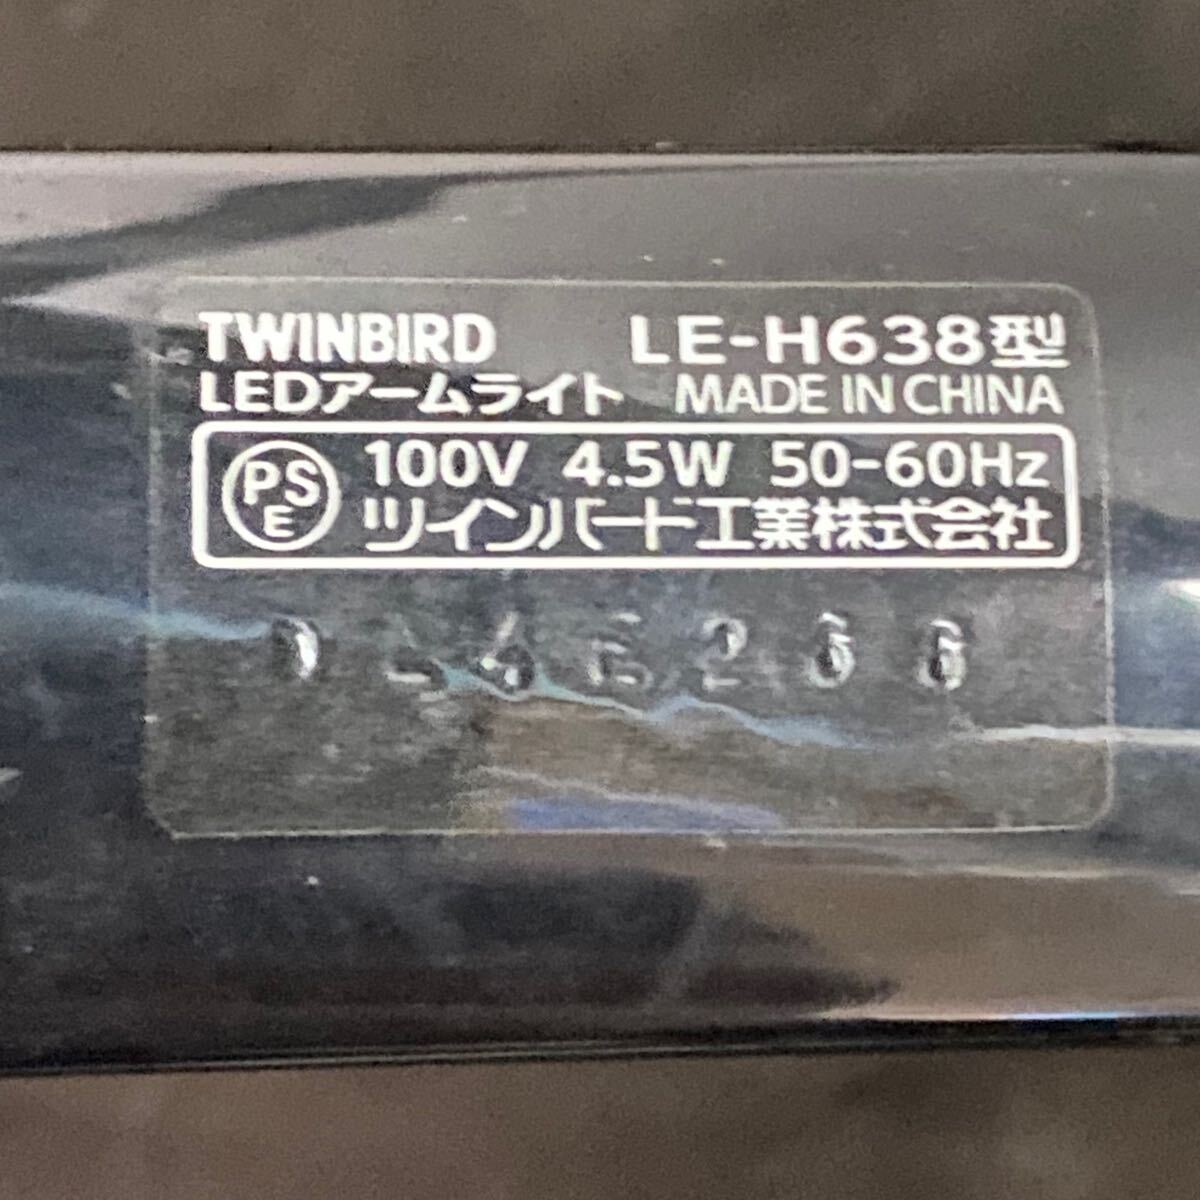 TWINBIRD LE-H638型
LEDアームライト MADE IN CHINA
PSE 100V 4.5W 50-60Hz
ツインバード工業株式会社